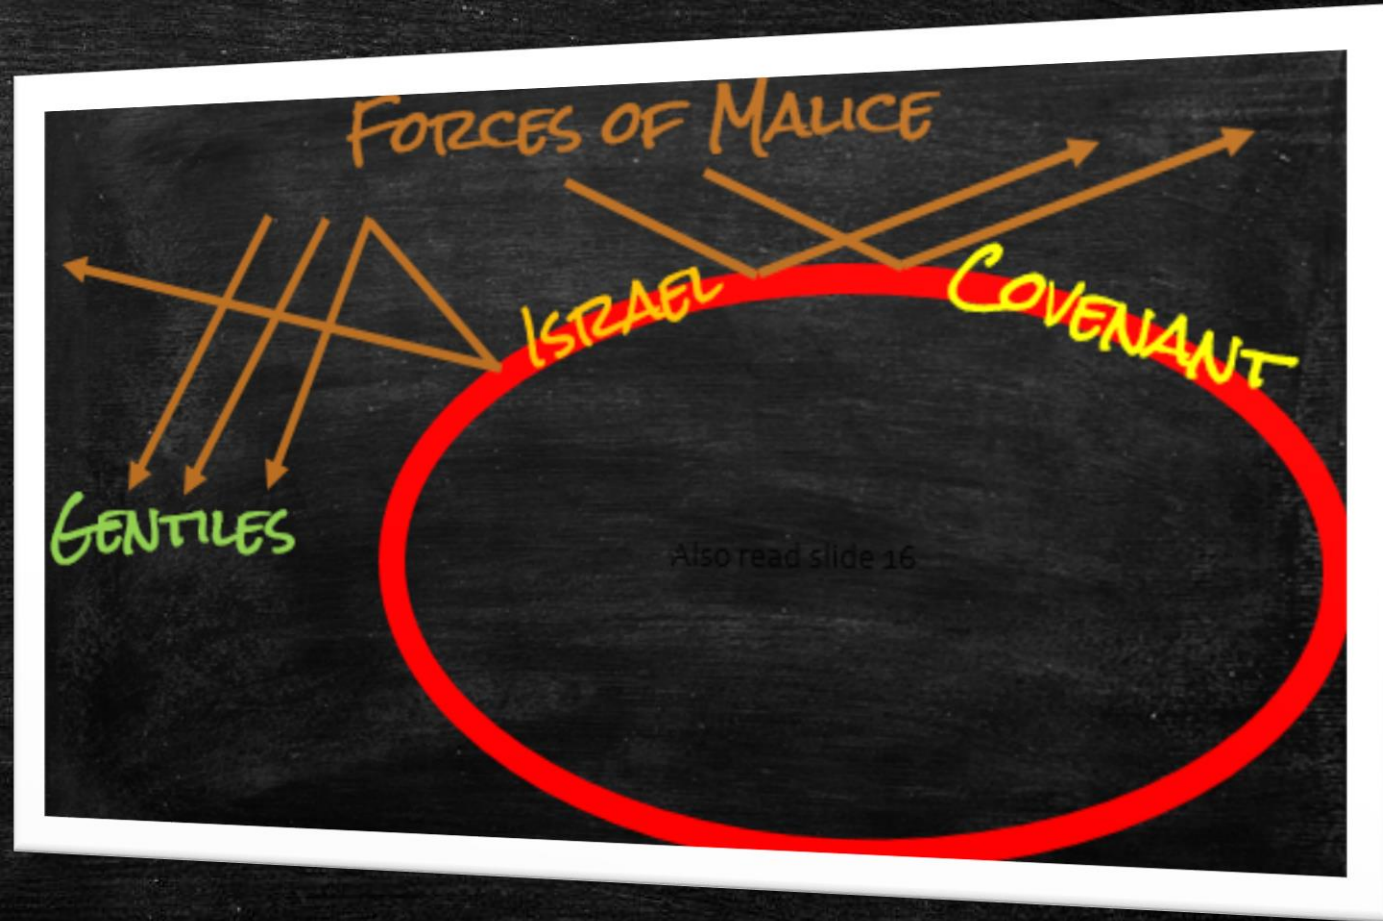 Forces of Malice
Israel
Covenant
Gentiles
Also read slide 16